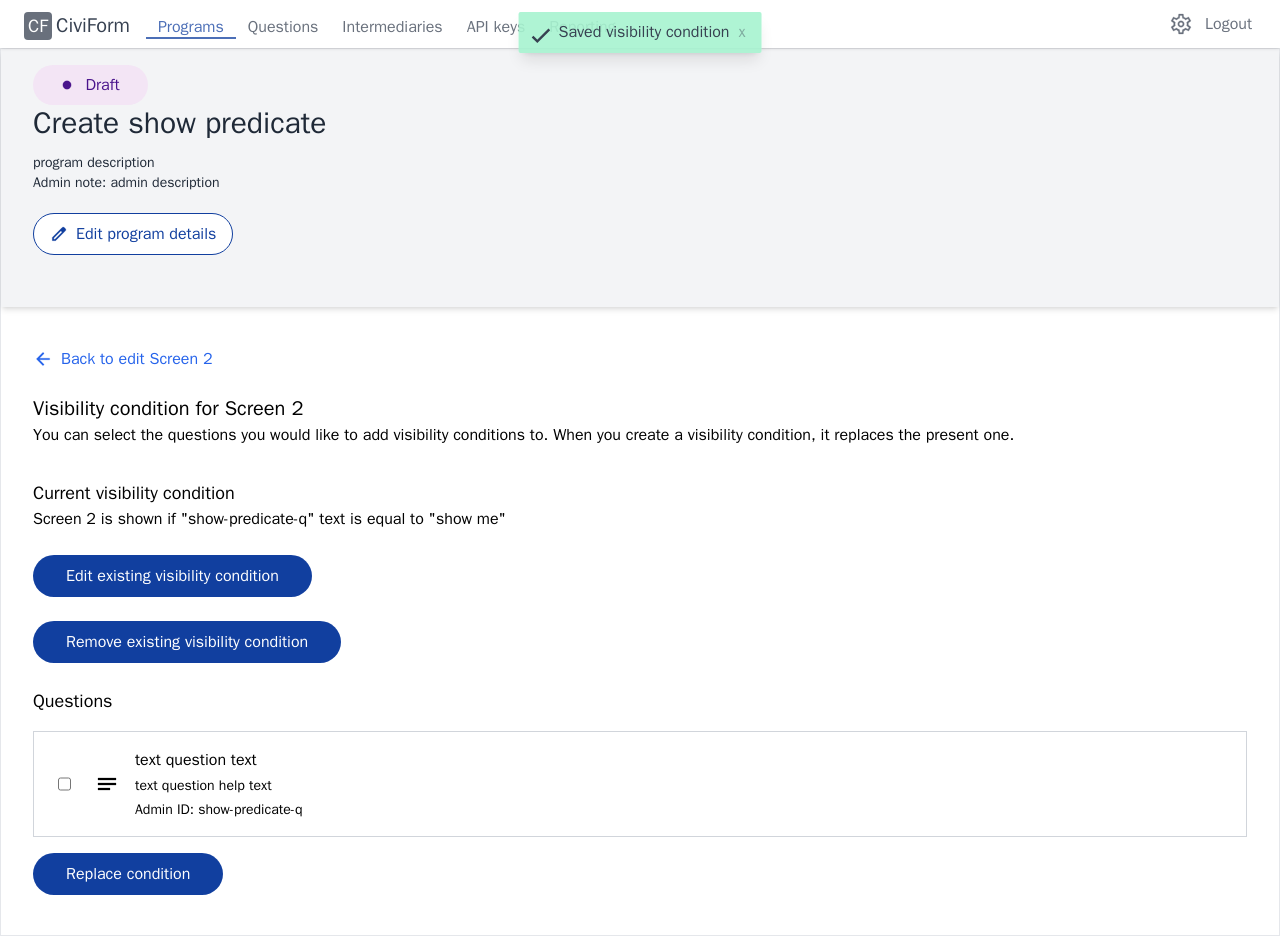 CF CiviForm Programs Questions Intermediaries API keys Logout
Saved visibility condition x
Draft
Create show predicate
program description
Admin note: admin description
Edit program details
Back to edit Screen 2
Visibility condition for Screen 2
You can select the questions you would like to add visibility conditions to. When you create a visibility condition, it replaces the present one.
Current visibility condition
Screen 2 is shown if "show-predicate-q" text is equal to "show me"
Edit existing visibility condition
Remove existing visibility condition
Questions
text question text
text question help text
Admin ID: show-predicate-q
Replace condition